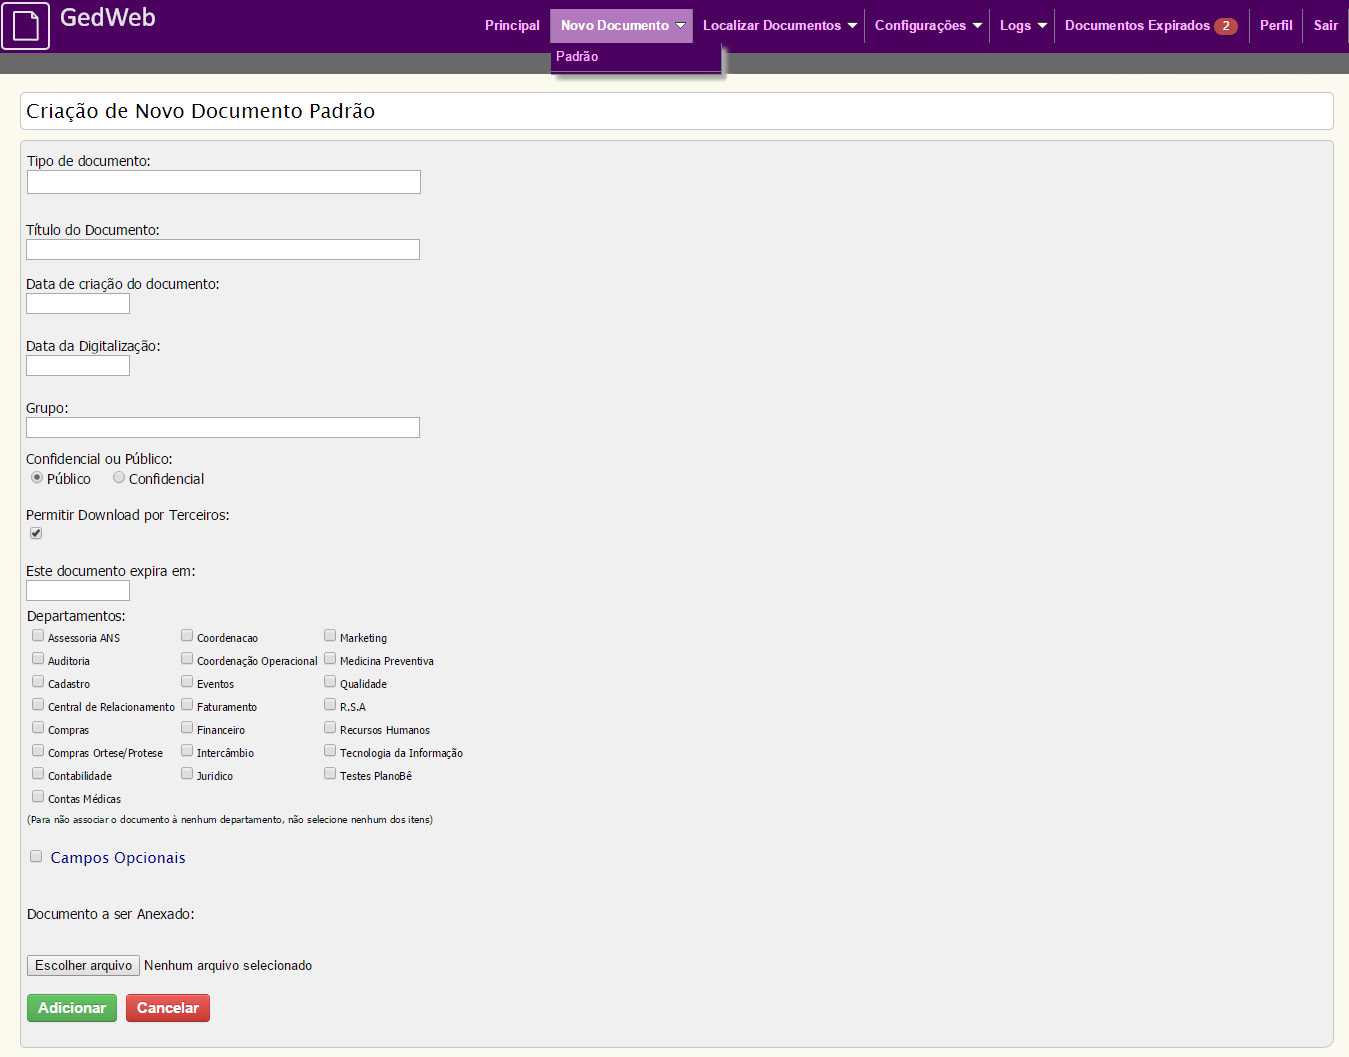 GedWeb
Principal Novo Documento Localizar Documentos Configurações Logs Documentos Expirados 2 Perfil Sair
Padrão
Criação de Novo Documento Padrão
Tipo de documento:
Título do Documento:
Data de criação do documento:
Data da Digitalização:
Grupo:
Confidencial ou Público:
Público Confidencial
Permitir Download por Terceiros:
Este documento expira em:
Departamentos:
Assessoria ANS Coordenacao Marketing
Auditoria Coordenação Operacional Medicina Preventiva
Cadastro Eventos Qualidade
Central de Relacionamento Faturamento R.S.A
Compras Financeiro Recursos Humanos
Compras Ortese/Protese Intercâmbio Tecnologia da Informação
Contabilidade Juridico Testes PlanoBê
Contas Médicas
(Para não associar o documento à nenhum departamento, não selecione nenhum dos itens)
Campos Opcionais
Documento a ser Anexado:
Escolher arquivo Nenhum arquivo selecionado
Adicionar Cancelar